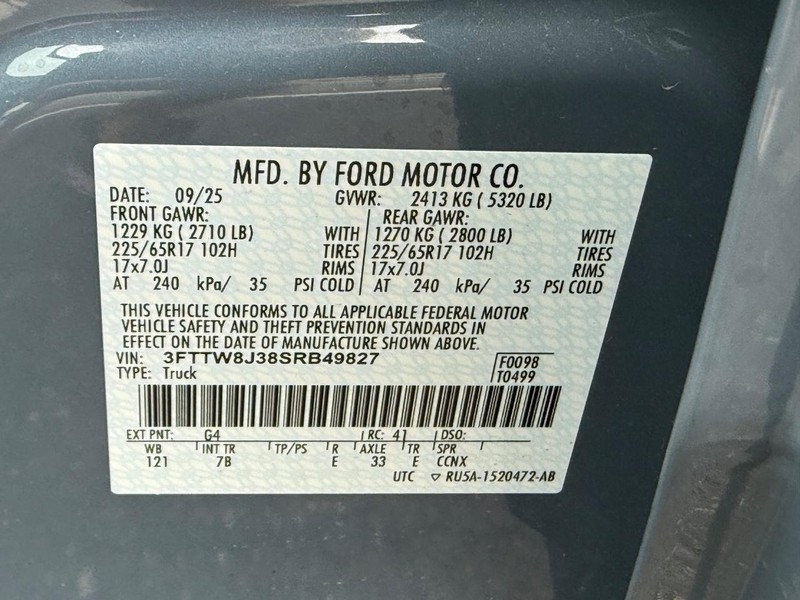 MFD. BY FORD MOTOR CO.
DATE: 09/25 GVWR: 2413 KG ( 5320 LB)
FRONT GAWR: REAR GAWR:
1229 KG ( 2710 LB) WITH 1270 KG ( 2800 LB) WITH
225/65R17 102H TIRES 225/65R17 102H TIRES
17x7.0J RIMS 17x7.0J RIMS
AT 240 kPa/ 35 PSI COLD AT 240 kPa/ 35 PSI COLD
THIS VEHICLE CONFORMS TO ALL APPLICABLE FEDERAL MOTOR
VEHICLE SAFETY AND THEFT PREVENTION STANDARDS IN
EFFECT ON THE DATE OF MANUFACTURE SHOWN ABOVE.
VIN: 3FTTW8J38SRB49827 F0098
TYPE: Truck T0499
EXT PNT: G4 RC: 41 DSO:
WB INT TR TP/PS R AXLE TR SPR
121 7B E 33 E CCNX
UTC ▽ RU5A-1520472-AB